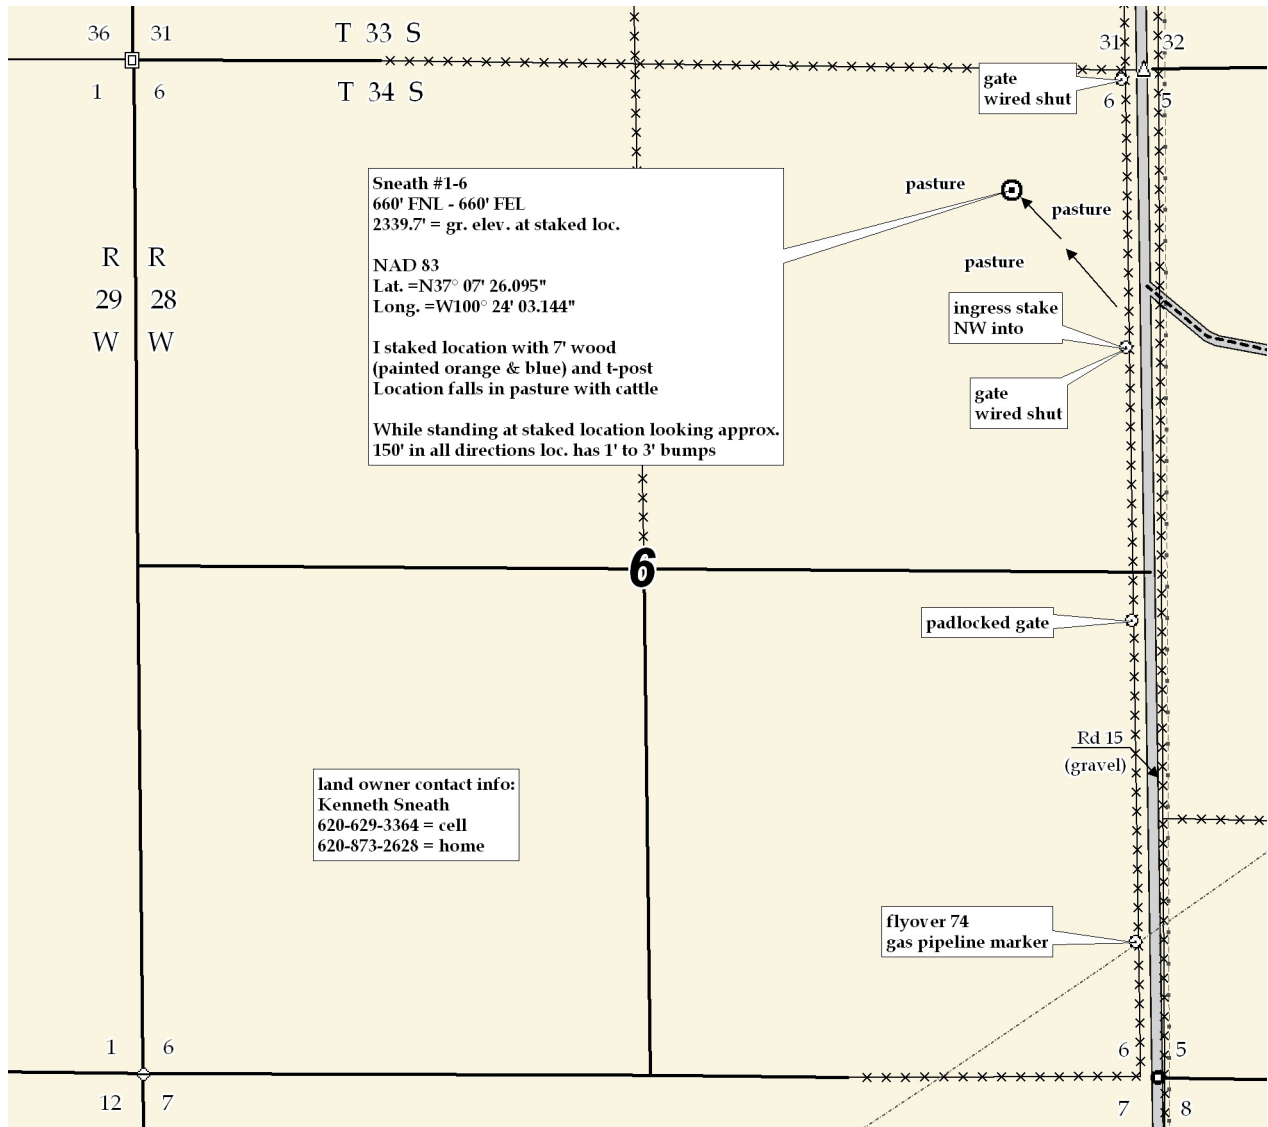 36 31 T 33 S 31 32
1 6 T 34 S 6 5
gate
wired shut
pasture
pasture
pasture
Sneath #1-6
660' FNL - 660' FEL
2339.7' = gr. elev. at staked loc.
NAD 83
Lat. =N37° 07' 26.095"
Long. =W100° 24' 03.144"
I staked location with 7' wood
(painted orange & blue) and t-post
Location falls in pasture with cattle
While standing at staked location looking approx.
150' in all directions loc. has 1' to 3' bumps
R R
29 28
W W
ingress stake
NW into
gate
wired shut
6
padlocked gate
Rd 15
(gravel)
land owner contact info:
Kenneth Sneath
620-629-3364 = cell
620-873-2628 = home
flyover 74
gas pipeline marker
1 6 6 5
12 7 7 8